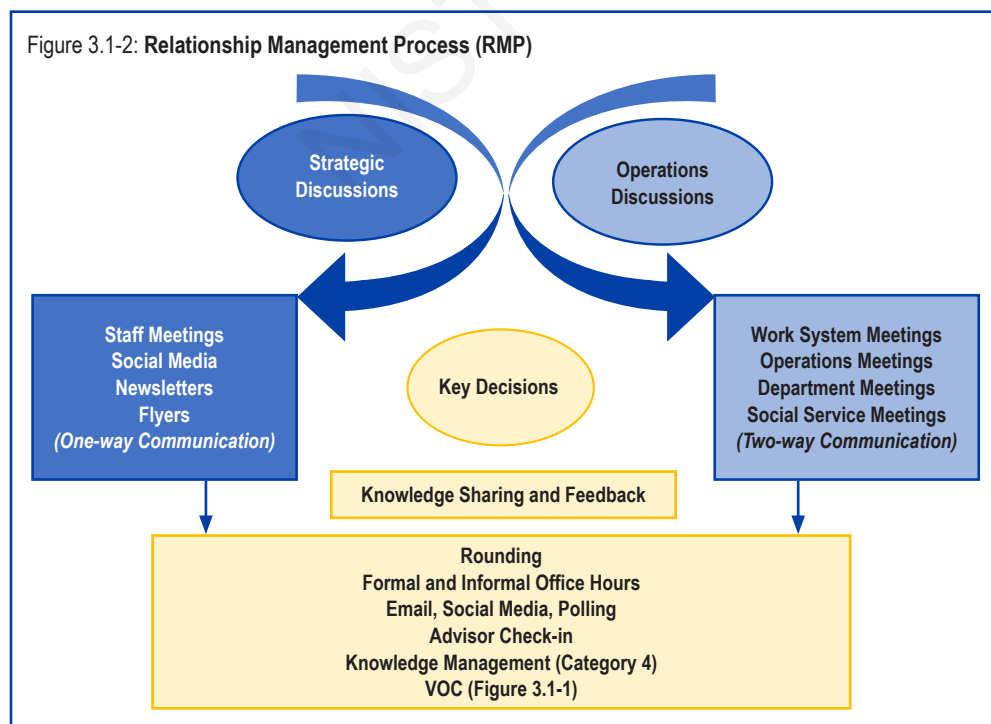 Figure 3.1-2: Relationship Management Process (RMP)
Strategic
Discussions
Operations
Discussions
Staff Meetings
Social Media
Newsletters
Flyers
(One-way Communication)
Key Decisions
Work System Meetings
Operations Meetings
Department Meetings
Social Service Meetings
(Two-way Communication)
Knowledge Sharing and Feedback
Rounding
Formal and Informal Office Hours
Email, Social Media, Polling
Advisor Check-in
Knowledge Management (Category 4)
VOC (Figure 3.1-1)
NIST